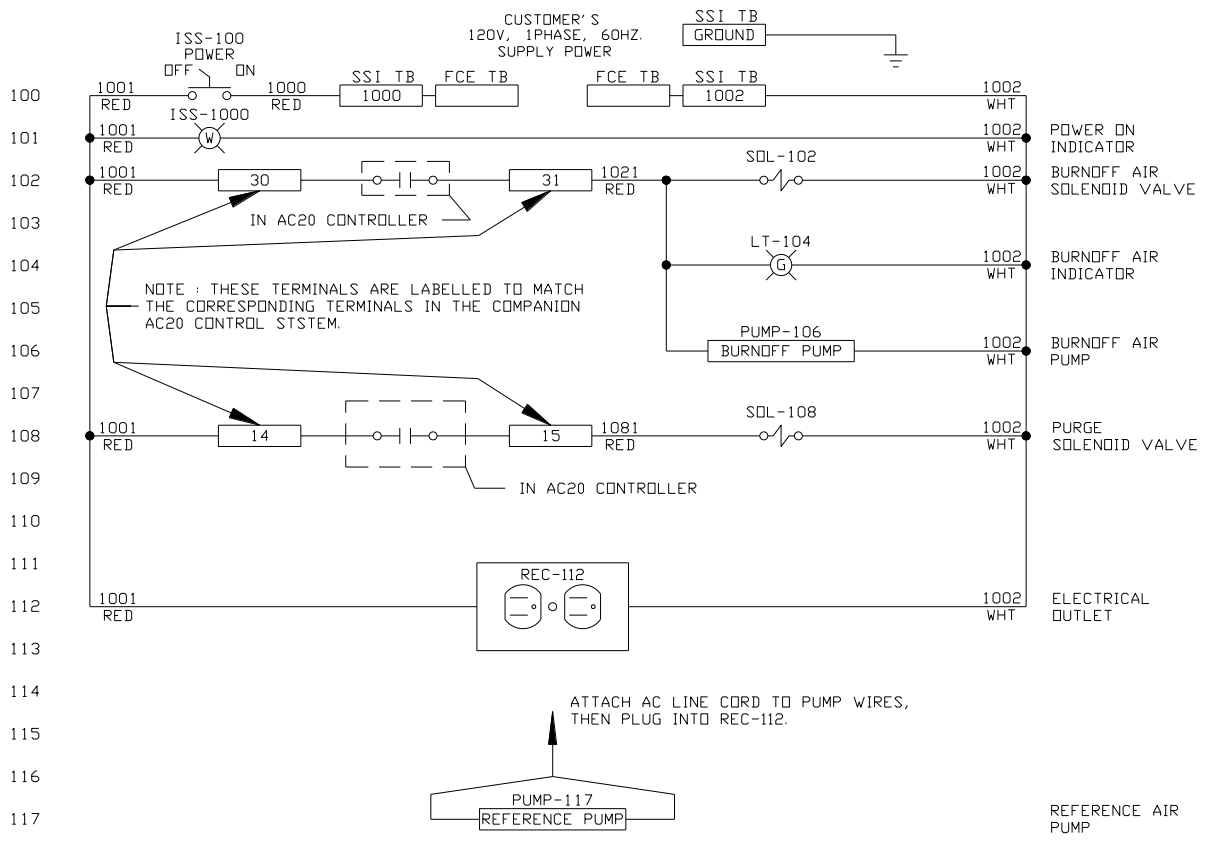 CUSTOMER'S
120V, 1PHASE, 60HZ.
SUPPLY POWER
SSI TB
GROUND
ISS-100
POWER
OFF ON
100
1001
RED
1000
RED
SSI TB
1000
FCE TB
FCE TB
SSI TB
1002
1002
WHT
101
1001
RED
ISS-1000
W
1002
WHT
POWER ON
INDICATOR
102
1001
RED
30
31
1021
RED
SOL-102
1002
WHT
BURNOFF AIR
SOLENOID VALVE
103
IN AC20 CONTROLLER
104
LT-104
G
1002
WHT
BURNOFF AIR
INDICATOR
105
NOTE : THESE TERMINALS ARE LABELLED TO MATCH
THE CORRESPONDING TERMINALS IN THE COMPANION
AC20 CONTROL STSTEM.
106
PUMP-106
BURNOFF PUMP
1002
WHT
BURNOFF AIR
PUMP
107
108
1001
RED
14
15
1081
RED
SOL-108
1002
WHT
PURGE
SOLENOID VALVE
109
IN AC20 CONTROLLER
110
111
REC-112
112
1001
RED
1002
WHT
ELECTRICAL
OUTLET
113
114
ATTACH AC LINE CORD TO PUMP WIRES,
THEN PLUG INTO REC-112.
115
116
117
PUMP-117
REFERENCE PUMP
REFERENCE AIR
PUMP